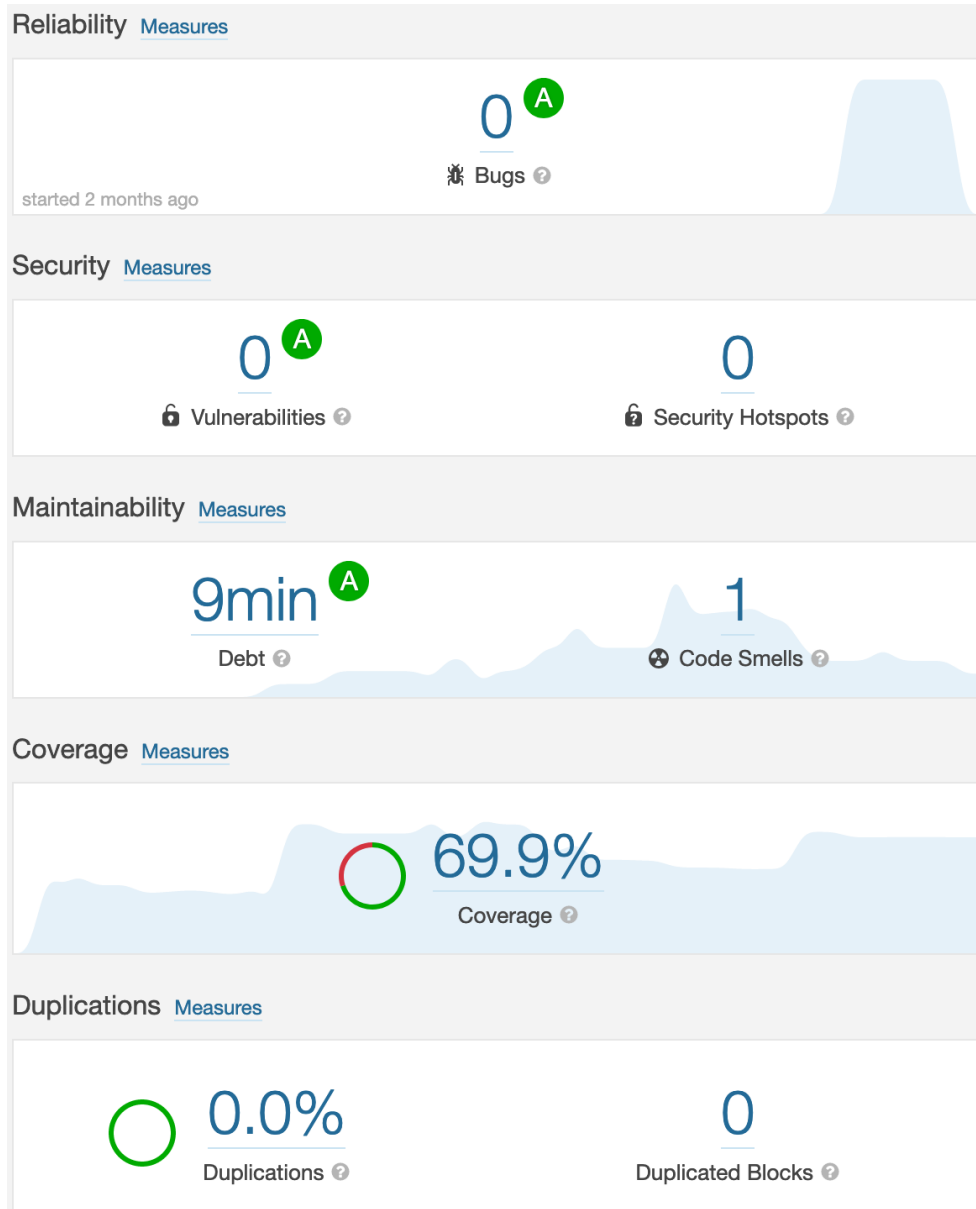 Reliability Measures
0 A
Bugs ?
started 2 months ago
Security Measures
0 A 0
Vulnerabilities ? ? Security Hotspots ?
Maintainability Measures
9min A 1
Debt ? Code Smells ?
Coverage Measures
69.9%
Coverage ?
Duplications Measures
0.0% 0
Duplications ? Duplicated Blocks ?